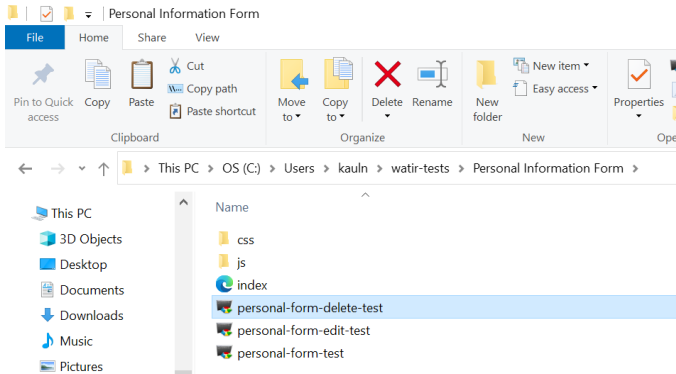 Personal Information Form
File Home Share View
Pin to Quick access
Copy
Paste
Cut
Copy path
Paste shortcut
Move to
Copy to
Delete
Rename
New folder
New item
Easy access
Properties
Clipboard Organize New
This PC > OS (C:) > Users > kauln > watir-tests > Personal Information Form >
This PC
3D Objects
Desktop
Documents
Downloads
Music
Pictures
Name
css
js
index
personal-form-delete-test
personal-form-edit-test
personal-form-test